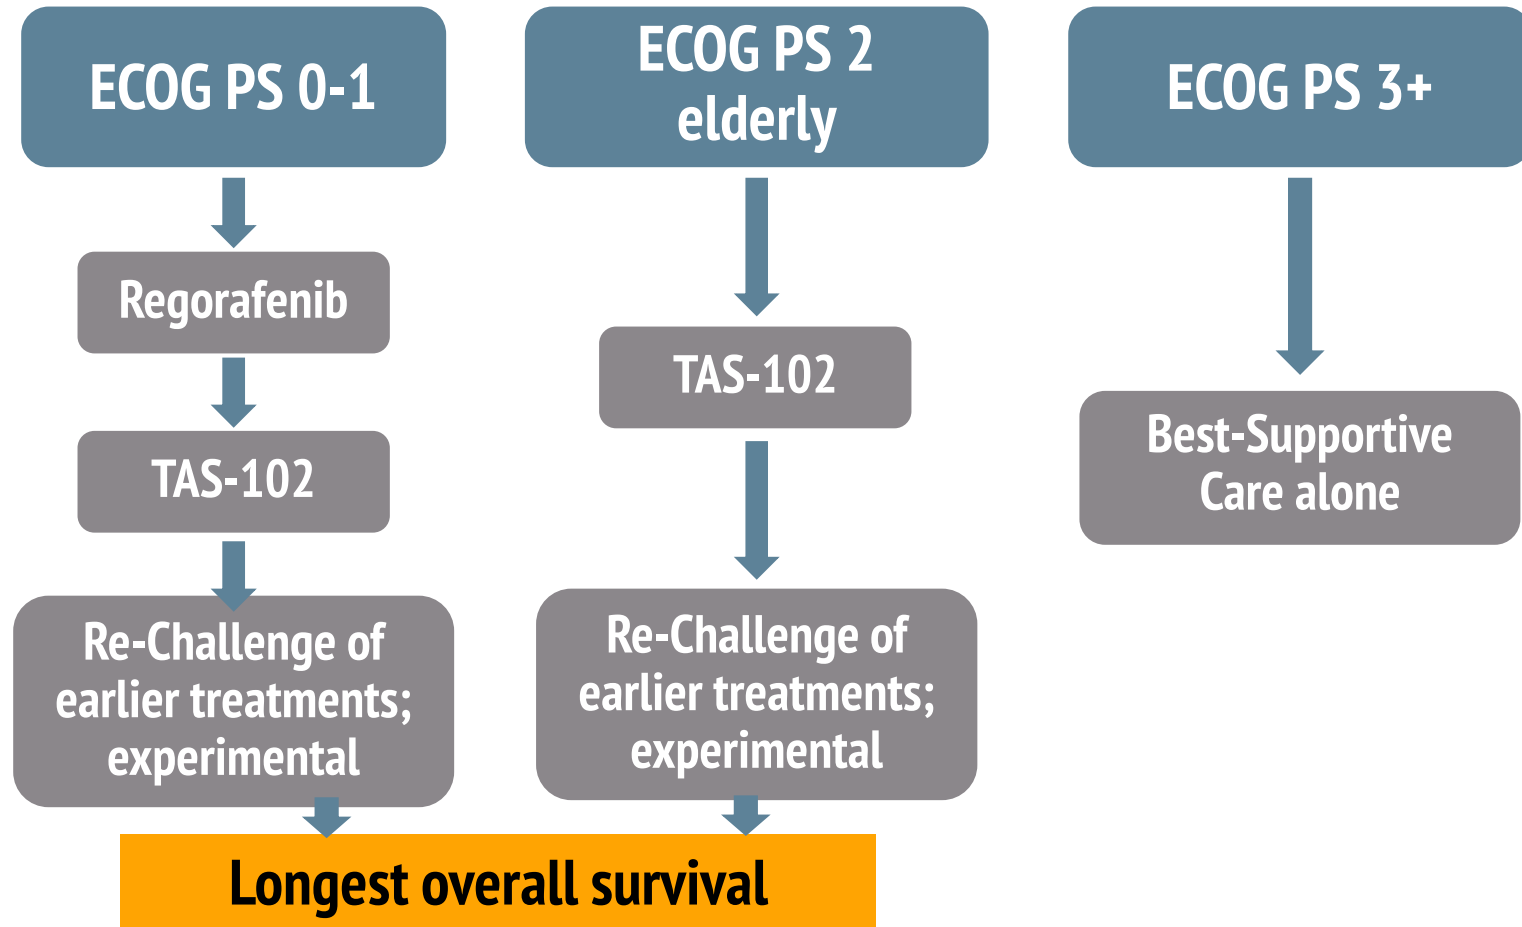 ECOG PS 0-1
Regorafenib
TAS-102
Re-Challenge of
earlier treatments;
experimental
ECOG PS 2
elderly
TAS-102
Re-Challenge of
earlier treatments;
experimental
ECOG PS 3+
Best-Supportive
Care alone
Longest overall survival